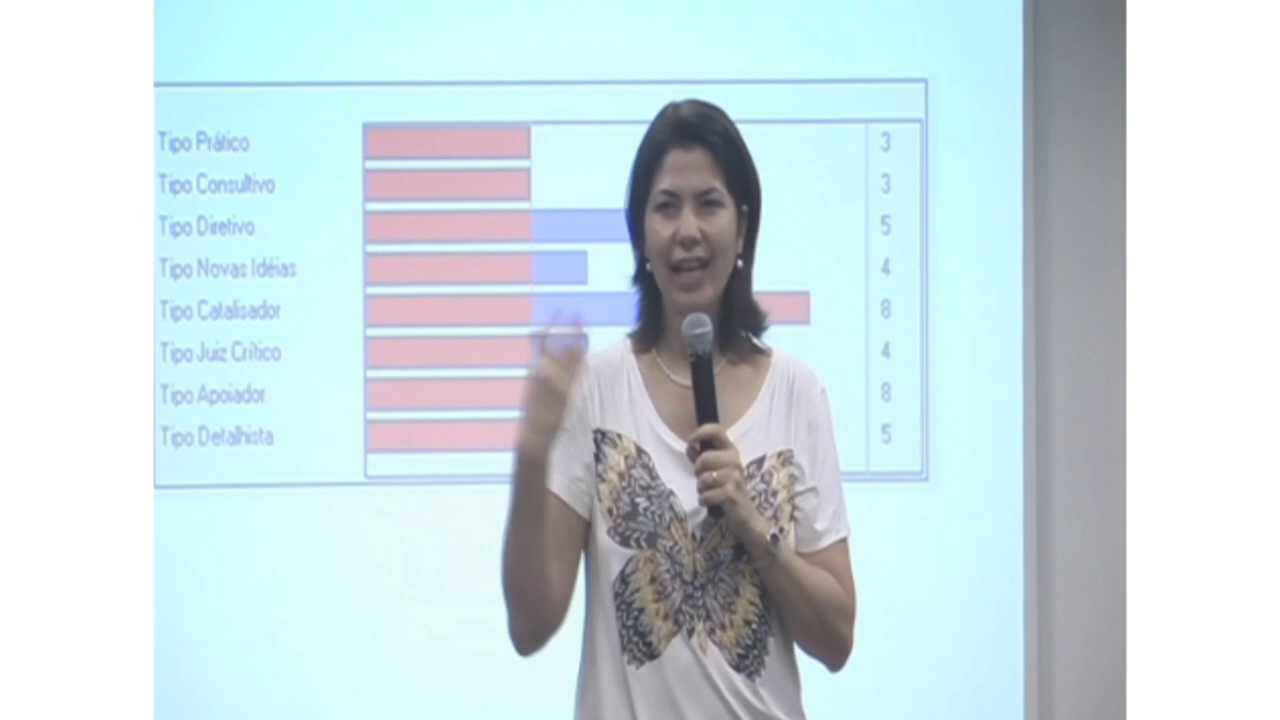 Tipo Prático 3
Tipo Consultivo 3
Tipo Diretivo 5
Tipo Novas Idéias 4
Tipo Catalisador 8
Tipo Juiz Crítico 4
Tipo Apoiador 8
Tipo Detalhista 5